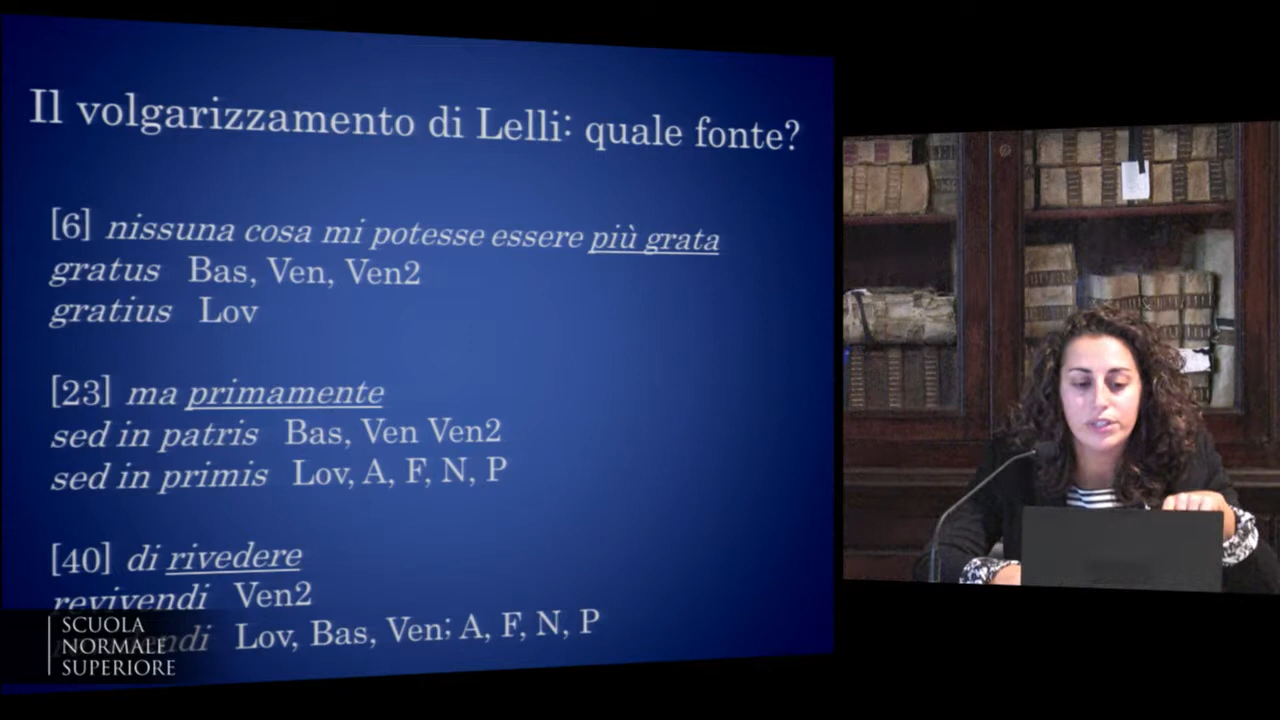 Il volgarizzamento di Lelli: quale fonte?
[6] nissuna cosa mi potesse essere più grata
gratus Bas, Ven, Ven2
gratius Lov
[23] ma primamente
sed in patris Bas, Ven Ven2
sed in primis Lov, A, F, N, P
[40] di rivedere
revivendi Ven2
Lov, Bas, Ven; A, F, N, P
SCUOLA
NORMALE
SUPERIORE